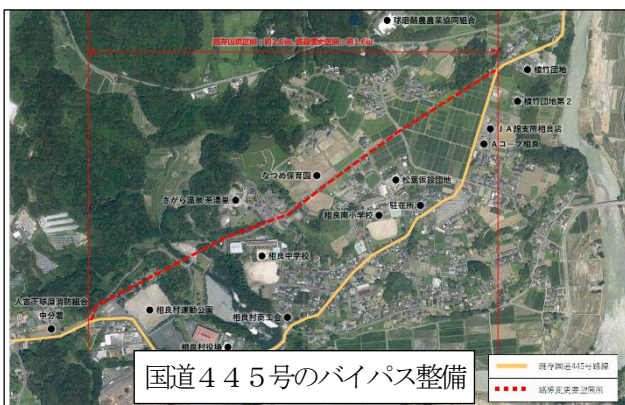 球磨酪農農業協同組合
既存山項区間：約2.0㎞、路線変更区間：約1.6㎞
植竹団地
植竹団地第2
JA錦支所相良店
Aコープ相良
なつめ保育園
松葉仮設団地
さがら温泉 茶湯里
駐在所
相良南小学校
相良中学校
人吉下球磨消防組合
中分署
相良村運動公園
相良村商工会
相良村役場
国道445号のバイパス整備
既存国道445号路線
路線変更要望箇所